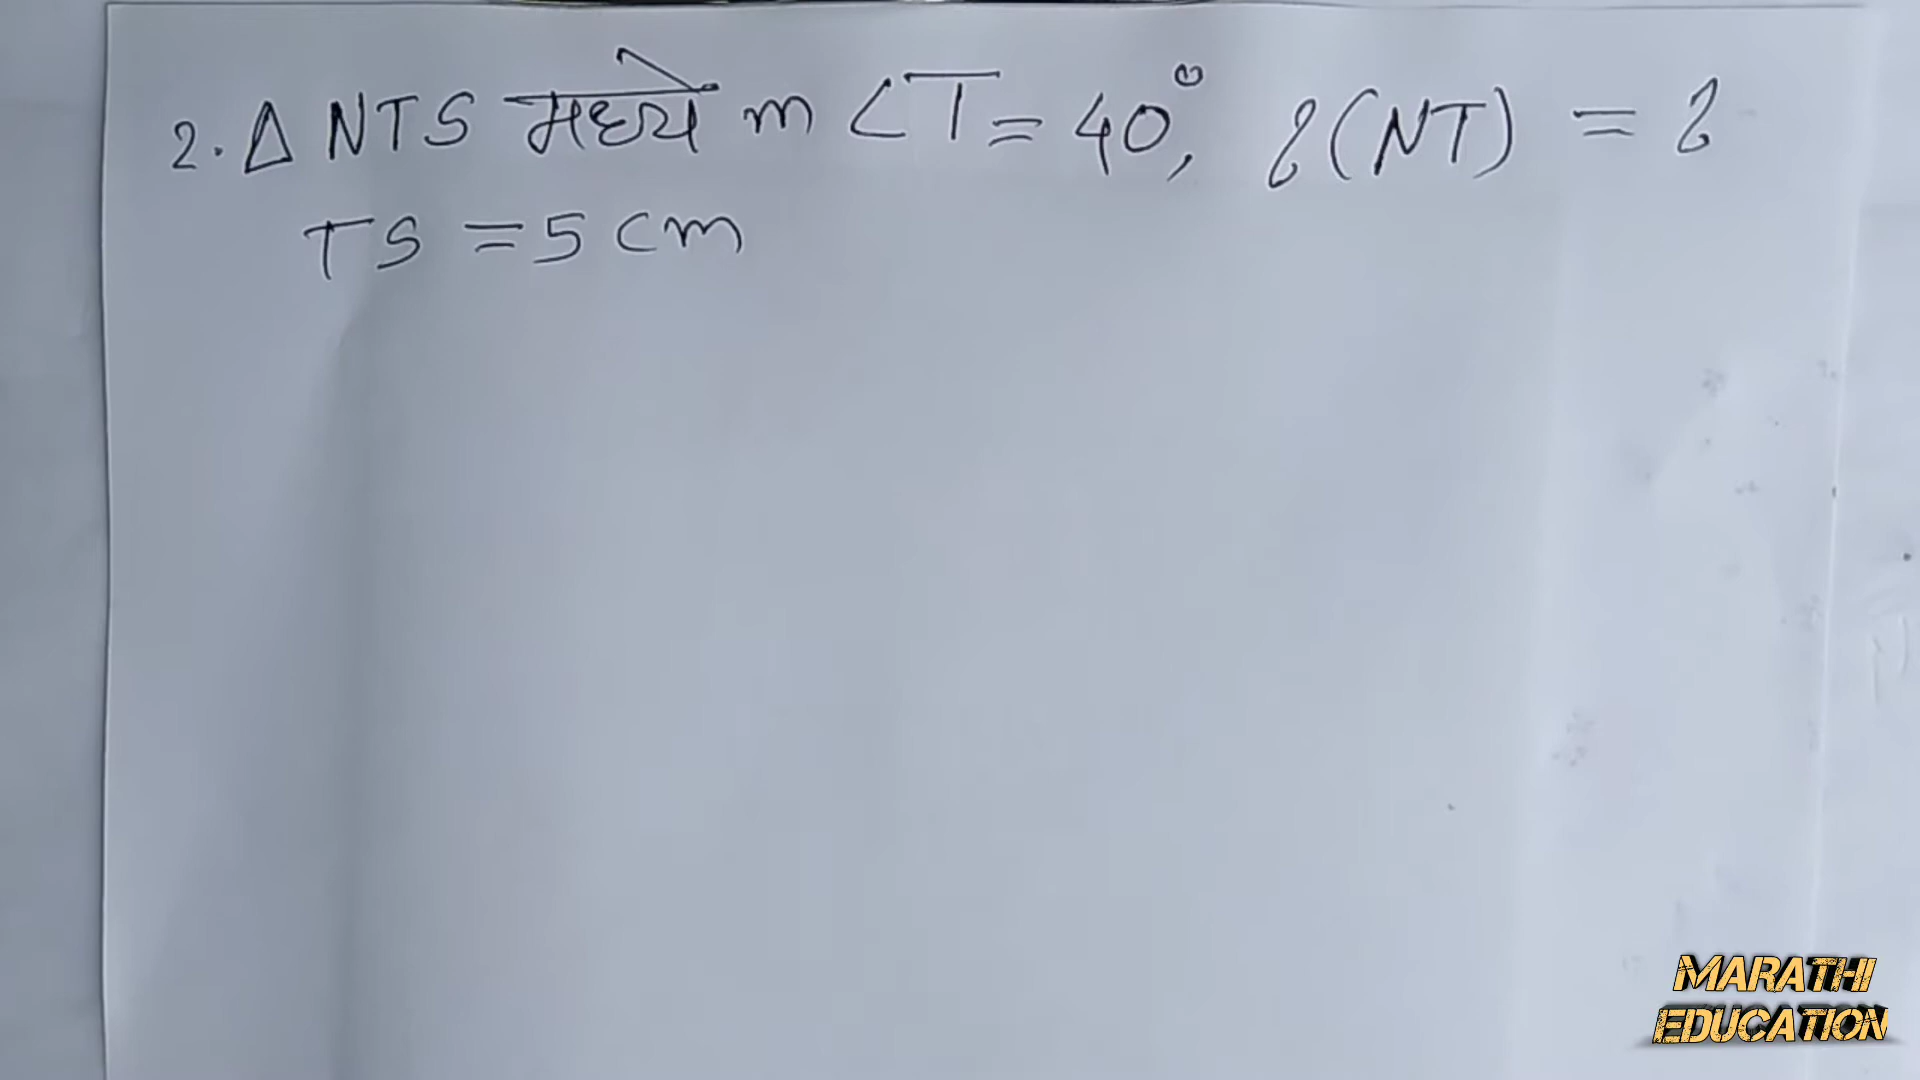 2. △ NTS मध्ये m ∠T = 40°, l(NT) = l
TS = 5 cm
MARATHI
EDUCATION